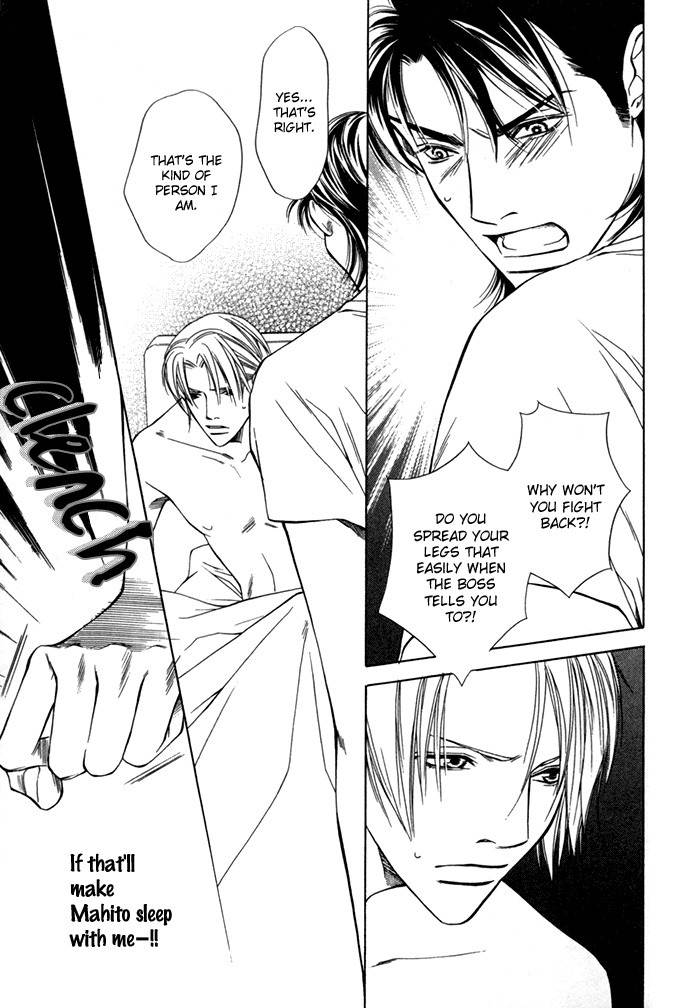 WHY WON'T
YOU FIGHT
BACK?!
DO YOU
SPREAD YOUR
LEGS THAT
EASILY WHEN
THE BOSS
TELLS YOU
TO?!
YES...
THAT'S
RIGHT.
THAT'S THE
KIND OF
PERSON I
AM.
Clench
If that'll
make
Mahito sleep
with me—!!